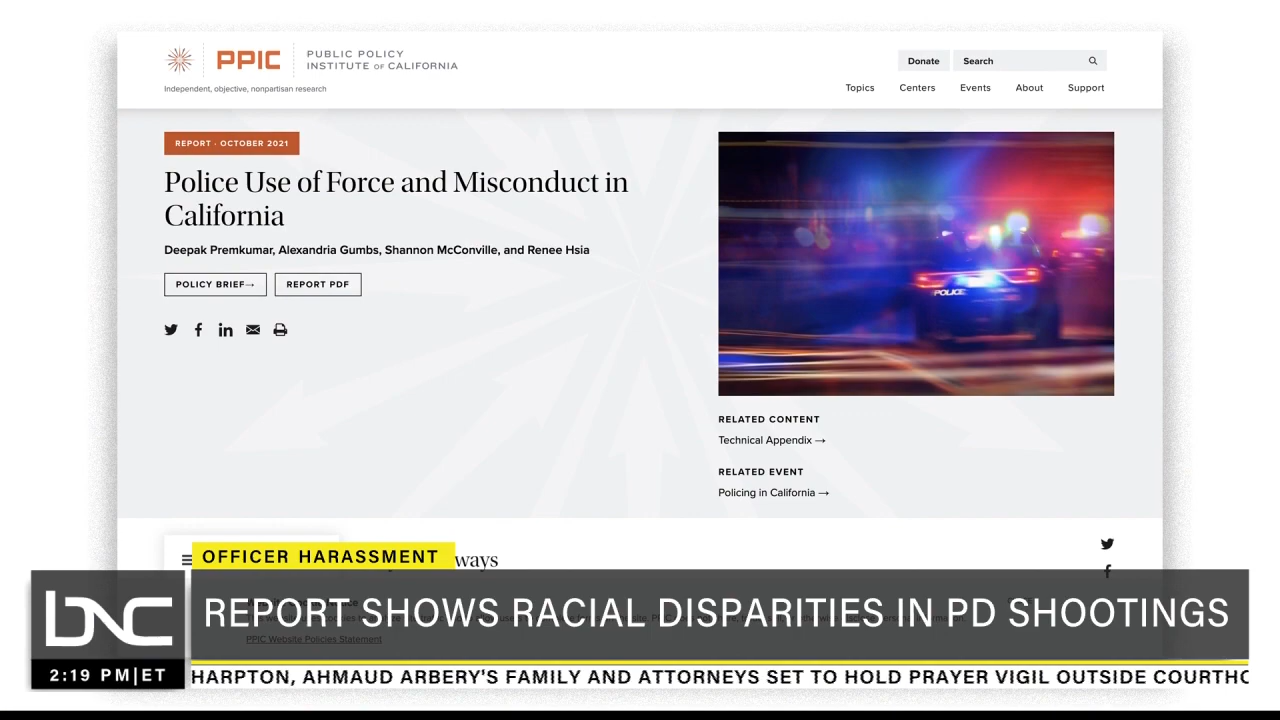 PPIC
PUBLIC POLICY
INSTITUTE OF CALIFORNIA
Independent, objective, nonpartisan research
Donate
Search
Topics
Centers
Events
About
Support
REPORT · OCTOBER 2021
Police Use of Force and Misconduct in
California
Deepak Premkumar, Alexandria Gumbs, Shannon McConville, and Renee Hsia
POLICY BRIEF→
REPORT PDF
POLICE
RELATED CONTENT
Technical Appendix →
RELATED EVENT
Policing in California →
ways
OFFICER HARASSMENT
BNC
REPORT SHOWS RACIAL DISPARITIES IN PD SHOOTINGS
PPIC Website Policies Statement
2:19 PM|ET
HARPTON, AHMAUD ARBERY'S FAMILY AND ATTORNEYS SET TO HOLD PRAYER VIGIL OUTSIDE COURTHO